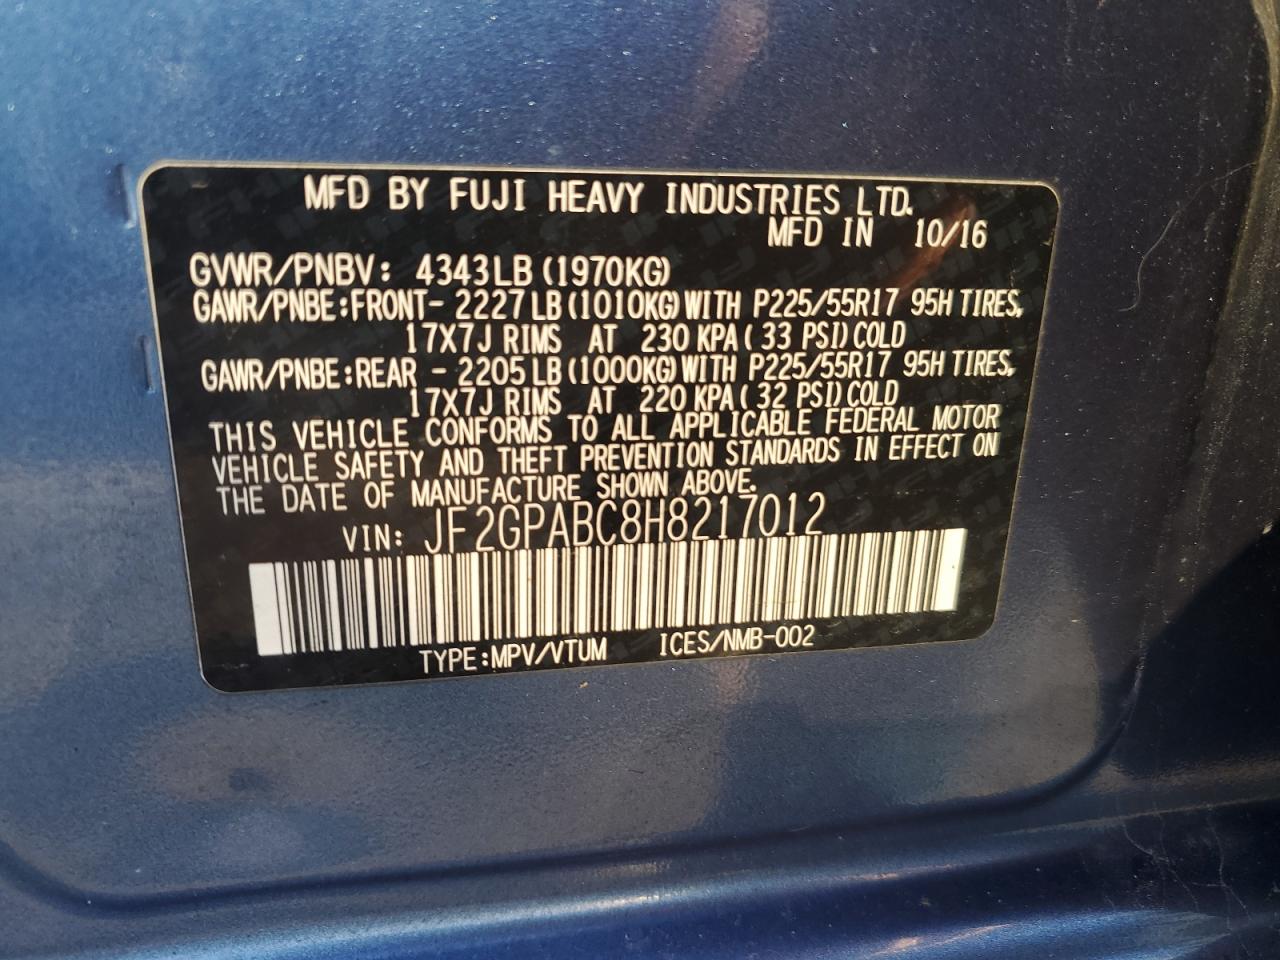 MFD BY FUJI HEAVY INDUSTRIES LTD.
MFD IN 10/16
GVWR/PNBV: 4343LB (1970KG)
GAWR/PNBE:FRONT- 2227 LB (1010KG) WITH P225/55R17 95H TIRES,
17X7J RIMS AT 230 KPA ( 33 PSI) COLD
GAWR/PNBE:REAR - 2205 LB (1000KG) WITH P225/55R17 95H TIRES,
17X7J RIMS AT 220 KPA ( 32 PSI) COLD
THIS VEHICLE CONFORMS TO ALL APPLICABLE FEDERAL MOTOR
VEHICLE SAFETY AND THEFT PREVENTION STANDARDS IN EFFECT ON
THE DATE OF MANUFACTURE SHOWN ABOVE.
VIN: JF2GPABC8H8217012
TYPE:MPV/VTUM ICES/NMB-002